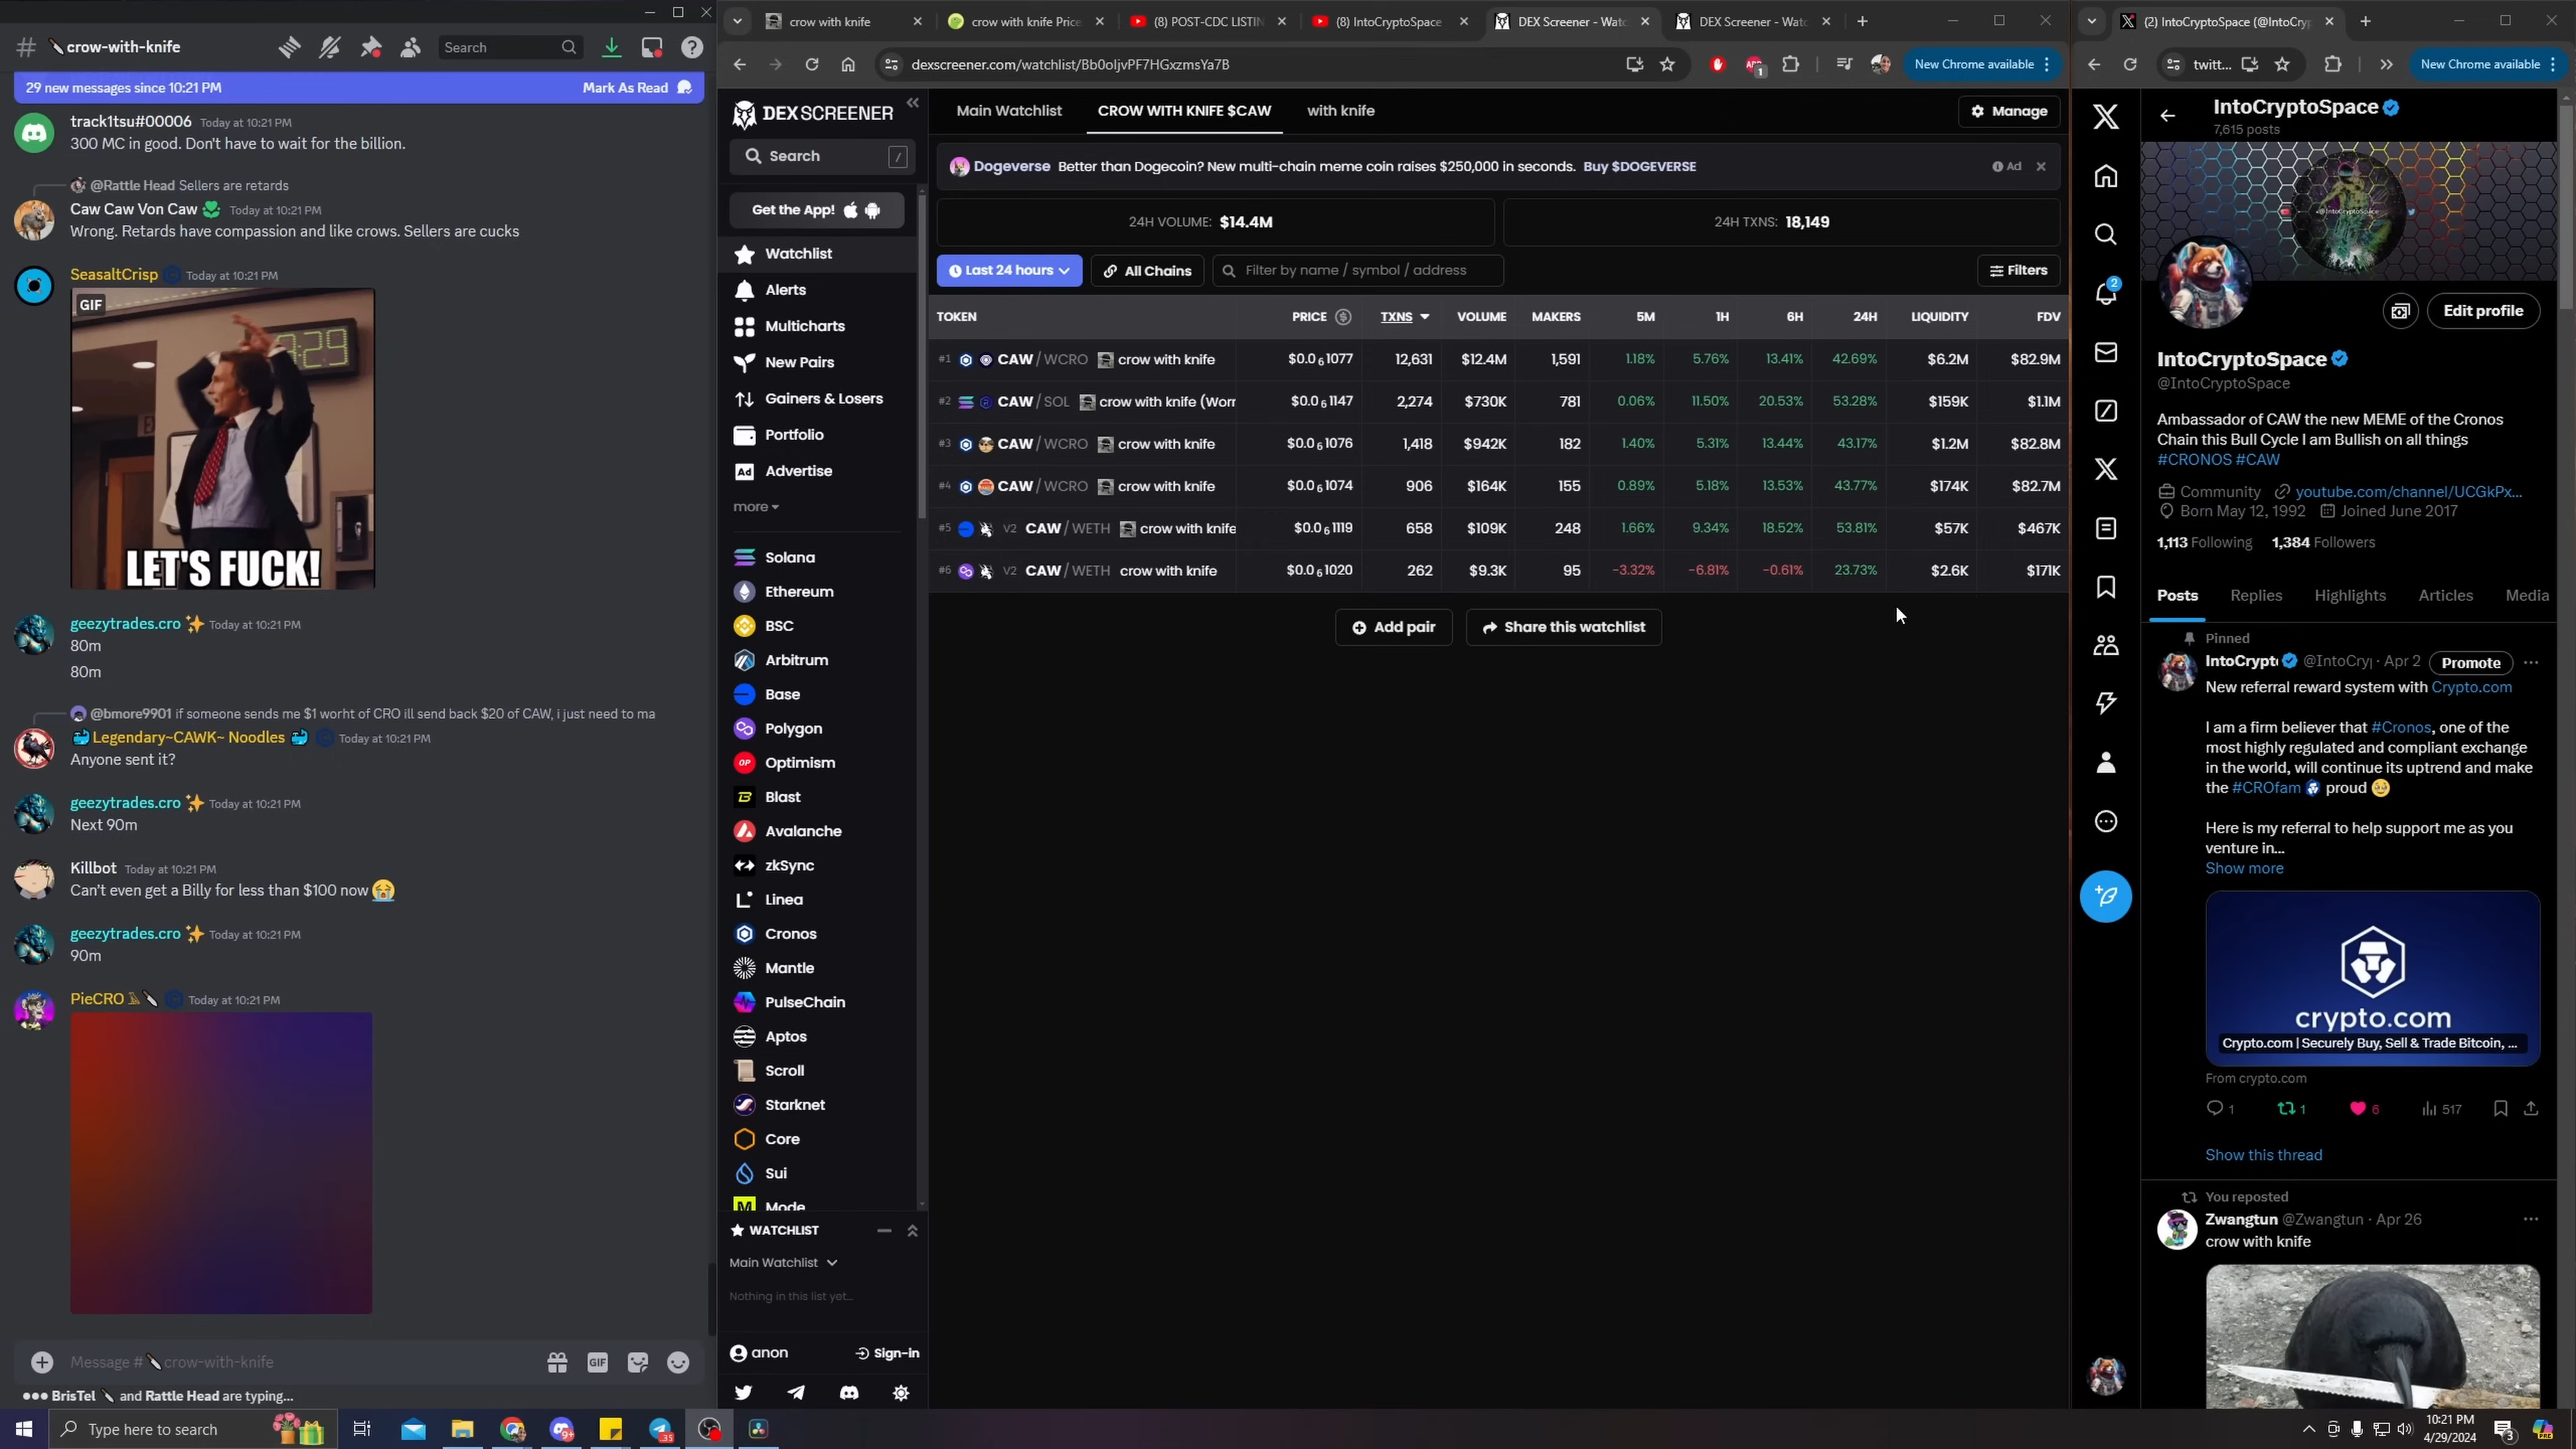 crow-with-knife
Search
29 new messages since 10:21 PM
Mark As Read
track1tsu#00006 Today at 10:21 PM
300 MC in good. Don't have to wait for the billion.
@Rattle Head Sellers are retards
Caw Caw Von Caw Today at 10:21 PM
Wrong. Retards have compassion and like crows. Sellers are cucks
SeasaltCrisp Today at 10:21 PM
GIF
:29
LET'S FUCK!
geezytrades.cro Today at 10:21 PM
80m
80m
@bmore9901 if someone sends me $1 worht of CRO ill send back $20 of CAW, i just need to ma
Legendary~CAWK~ Noodles Today at 10:21 PM
Anyone sent it?
geezytrades.cro Today at 10:21 PM
Next 90m
Killbot Today at 10:21 PM
Can't even get a Billy for less than $100 now
geezytrades.cro Today at 10:21 PM
90m
PieCRO Today at 10:21 PM
Message # crow-with-knife
GIF
BrisTel and Rattle Head are typing...
crow with knife
crow with knife Price
(8) POST-CDC LISTIN
(8) IntoCryptoSpace
DEX Screener - Watc
DEX Screener - Watc
dexscreener.com/watchlist/Bb0oIjvPF7HGxzmsYa7B
ABP
1
New Chrome available
DEXSCREENER
Search /
Get the App!
Watchlist
Alerts
Multicharts
New Pairs
Gainers & Losers
Portfolio
Ad Advertise
more
Solana
Ethereum
BSC
Arbitrum
Base
Polygon
OP Optimism
Blast
Avalanche
zkSync
Linea
Cronos
Mantle
PulseChain
Aptos
Scroll
Starknet
Core
Sui
Mode
WATCHLIST
Main Watchlist
Nothing in this list yet...
anon Sign-in
Main Watchlist
CROW WITH KNIFE $CAW
with knife
Manage
Dogeverse Better than Dogecoin? New multi-chain meme coin raises $250,000 in seconds. Buy $DOGEVERSE
Ad
24H VOLUME: $14.4M
24H TXNS: 18,149
Last 24 hours
All Chains
Filter by name / symbol / address
Filters
TOKEN PRICE TXNS VOLUME MAKERS 5M 1H 6H 24H LIQUIDITY FDV
#1 CAW / WCRO crow with knife $0.0₆1077 12,631 $12.4M 1,591 1.18% 5.76% 13.41% 42.69% $6.2M $82.9M
#2 CAW / SOL crow with knife (Worr $0.0₆1147 2,274 $730K 781 0.06% 11.50% 20.53% 53.28% $159K $1.1M
#3 CAW / WCRO crow with knife $0.0₆1076 1,418 $942K 182 1.40% 5.31% 13.44% 43.17% $1.2M $82.8M
#4 CAW / WCRO crow with knife $0.0₆1074 906 $164K 155 0.89% 5.18% 13.53% 43.77% $174K $82.7M
#5 V2 CAW / WETH crow with knife $0.0₆1119 658 $109K 248 1.66% 9.34% 18.52% 53.81% $57K $467K
#6 V2 CAW / WETH crow with knife $0.0₆1020 262 $9.3K 95 -3.32% -6.81% -0.61% 23.73% $2.6K $171K
Add pair
Share this watchlist
(2) IntoCryptoSpace (@IntoCryp
twitt...
New Chrome available
IntoCryptoSpace
7,615 posts
@IntoCryptoSpace
2
Edit profile
IntoCryptoSpace
@IntoCryptoSpace
Ambassador of CAW the new MEME of the Cronos
Chain this Bull Cycle I am Bullish on all things
#CRONOS #CAW
Community youtube.com/channel/UCGkPx...
Born May 12, 1992 Joined June 2017
1,113 Following 1,384 Followers
Posts Replies Highlights Articles Media
Pinned
IntoCrypt @IntoCry · Apr 2 Promote
New referral reward system with Crypto.com
I am a firm believer that #Cronos, one of the
most highly regulated and compliant exchange
in the world, will continue its uptrend and make
the #CROfam proud
Here is my referral to help support me as you
venture in...
Show more
crypto.com
Crypto.com | Securely Buy, Sell & Trade Bitcoin, ...
From crypto.com
1 1 6 517
Show this thread
You reposted
Zwangtun @Zwangtun · Apr 26
crow with knife
Type here to search
9+
35
10:21 PM
4/29/2024
3
PRE